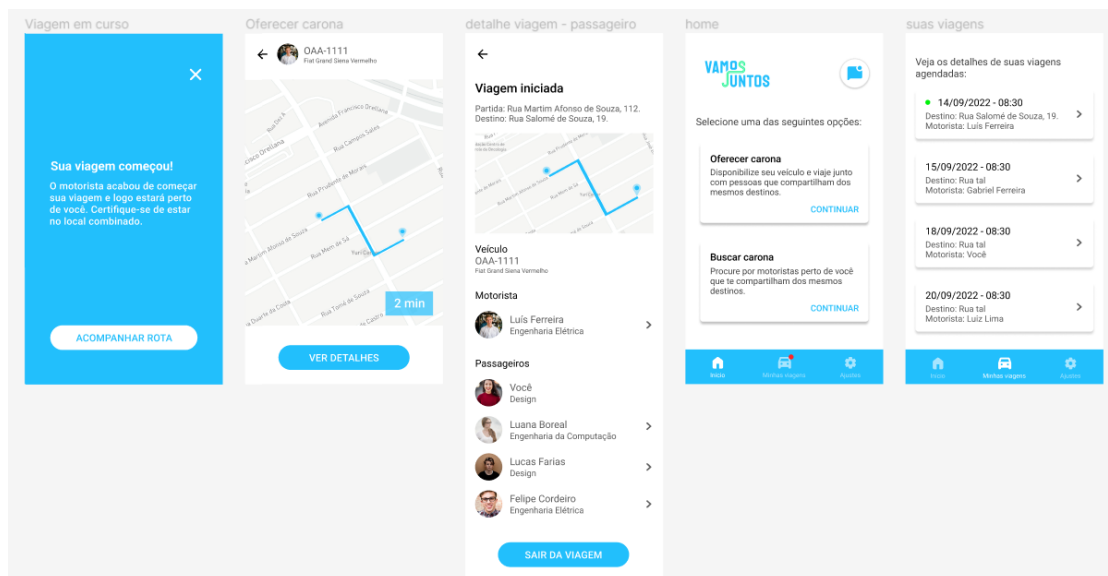 Viagem em curso
Sua viagem começou!
O motorista acabou de começar
sua viagem e logo estará perto
de você. Certifique-se de estar
no local combinado.
ACOMPANHAR ROTA
Oferecer carona
OAA-1111
Fiat Grand Siena Vermelho
Avenida Francisco Orellana
Rua Campos Sales
Rua Prudente de Morais
Rua Mem de Sá
Rua Tomé de Souza
2 min
VER DETALHES
detalhe viagem - passageiro
Viagem iniciada
Partida: Rua Martim Afonso de Souza, 112.
Destino: Rua Salomé de Souza, 19.
Veículo
OAA-1111
Fiat Grand Siena Vermelho
Motorista
Luís Ferreira
Engenharia Elétrica
Passageiros
Você
Design
Luana Boreal
Engenharia da Computação
Lucas Farias
Design
Felipe Cordeiro
Engenharia Elétrica
SAIR DA VIAGEM
home
VAMOS
JUNTOS
Selecione uma das seguintes opções:
Oferecer carona
Disponibilize seu veículo e viaje junto
com pessoas que compartilham dos
mesmos destinos.
CONTINUAR
Buscar carona
Procure por motoristas perto de você
que te compartilham dos mesmos
destinos.
CONTINUAR
Início
Minhas viagens
Ajustes
suas viagens
Veja os detalhes de suas viagens
agendadas:
14/09/2022 - 08:30
Destino: Rua Salomé de Souza, 19.
Motorista: Luís Ferreira
15/09/2022 - 08:30
Destino: Rua tal
Motorista: Gabriel Ferreira
18/09/2022 - 08:30
Destino: Rua tal
Motorista: Você
20/09/2022 - 08:30
Destino: Rua tal
Motorista: Luiz Lima
Início
Minhas viagens
Ajustes